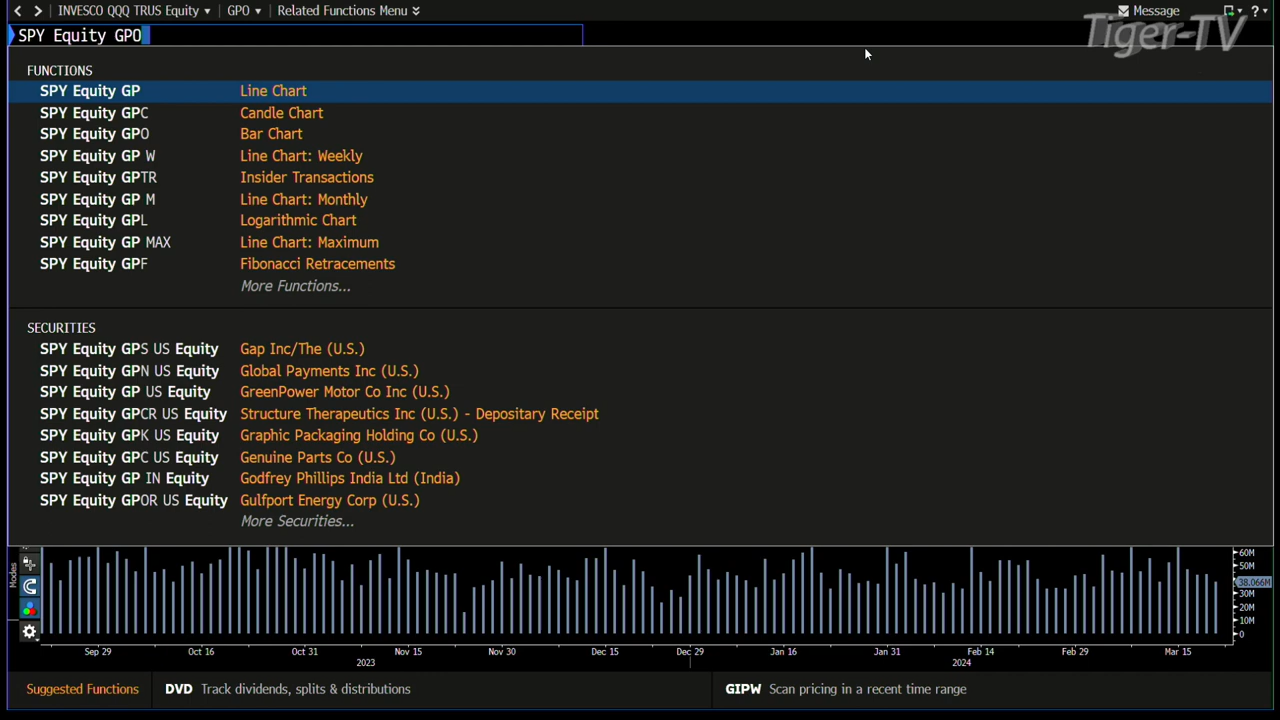 INVESCO QQQ TRUS Equity GPO Related Functions Menu Message ?
Tiger-TV
SPY Equity GPO
FUNCTIONS
SPY Equity GP Line Chart
SPY Equity GPC Candle Chart
SPY Equity GPO Bar Chart
SPY Equity GP W Line Chart: Weekly
SPY Equity GPTR Insider Transactions
SPY Equity GP M Line Chart: Monthly
SPY Equity GPL Logarithmic Chart
SPY Equity GP MAX Line Chart: Maximum
SPY Equity GPF Fibonacci Retracements
More Functions...
SECURITIES
SPY Equity GPS US Equity Gap Inc/The (U.S.)
SPY Equity GPN US Equity Global Payments Inc (U.S.)
SPY Equity GP US Equity GreenPower Motor Co Inc (U.S.)
SPY Equity GPCR US Equity Structure Therapeutics Inc (U.S.) - Depositary Receipt
SPY Equity GPK US Equity Graphic Packaging Holding Co (U.S.)
SPY Equity GPC US Equity Genuine Parts Co (U.S.)
SPY Equity GP IN Equity Godfrey Phillips India Ltd (India)
SPY Equity GPOR US Equity Gulfport Energy Corp (U.S.)
More Securities...
Modes
60M
50M
38.066M
30M
20M
10M
0
Sep 29 Oct 16 Oct 31 Nov 15 Nov 30 Dec 15 Dec 29 Jan 16 Jan 31 Feb 14 Feb 29 Mar 15
2023 2024
Suggested Functions DVD Track dividends, splits & distributions GIPW Scan pricing in a recent time range